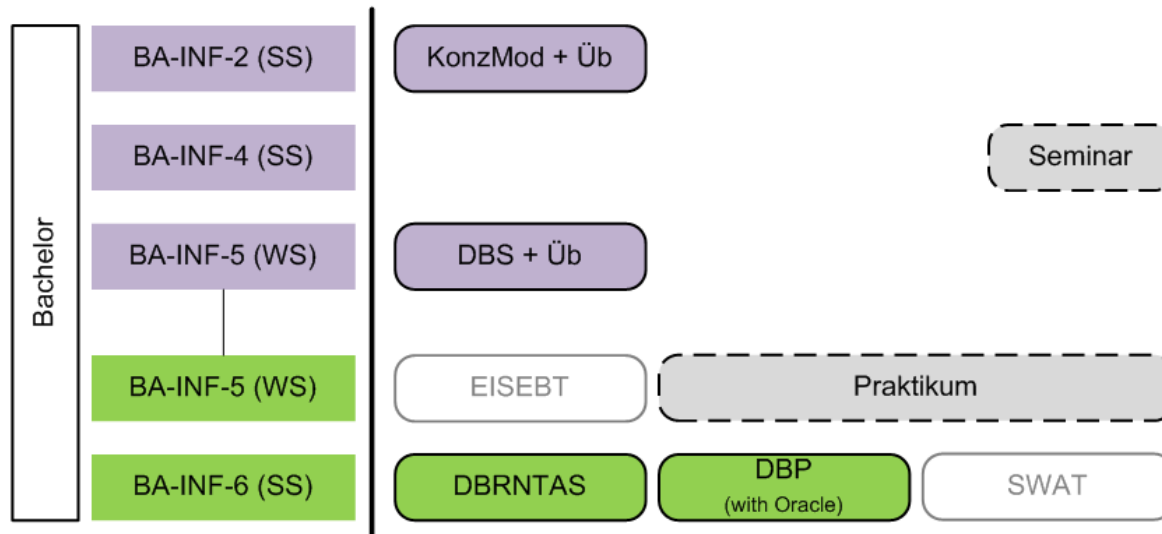 Bachelor
BA-INF-2 (SS)
KonzMod + Üb
BA-INF-4 (SS)
Seminar
BA-INF-5 (WS)
DBS + Üb
BA-INF-5 (WS)
EISEBT
Praktikum
BA-INF-6 (SS)
DBRNTAS
DBP
(with Oracle)
SWAT